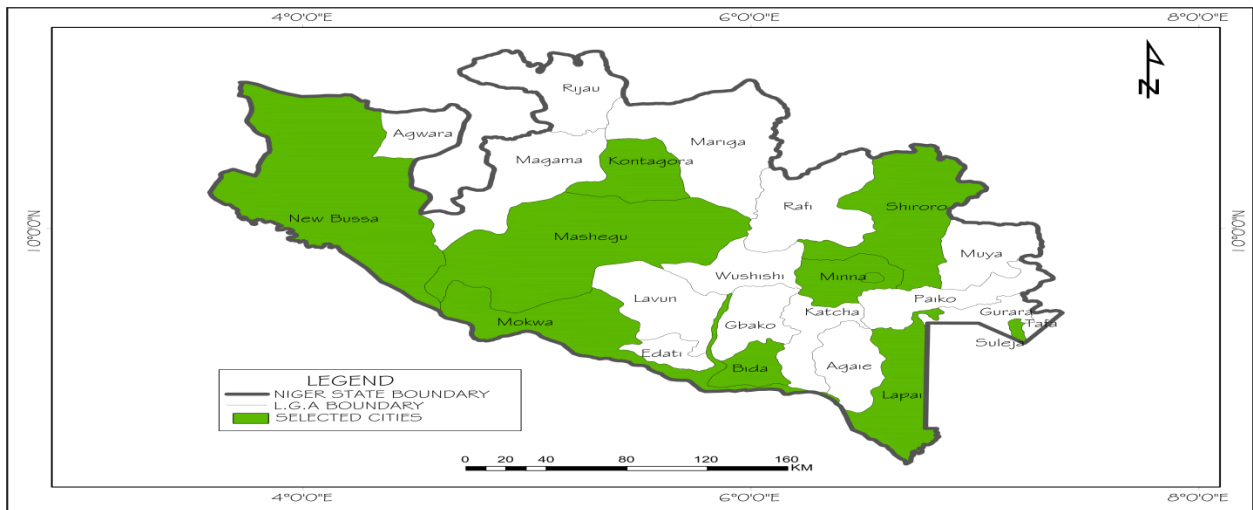 4°0'0"E 6°0'0"E 8°0'0"E
N
Rijau
Agwara
Mariga
Magama
Kontagora
New Bussa
Rafi
Shiroro
10°0'0"N
10°0'0"N
Mashegu
Muya
Wushishi
Minna
Lavun
Paiko
Mokwa
Gbako
Katcha
Gurara
Tafa
Suleja
Edati
Bida
Agaie
Lapai
LEGEND
NIGER STATE BOUNDARY
L.G.A BOUNDARY
SELECTED CITIES
0 20 40 80 120 160
KM
4°0'0"E 6°0'0"E 8°0'0"E